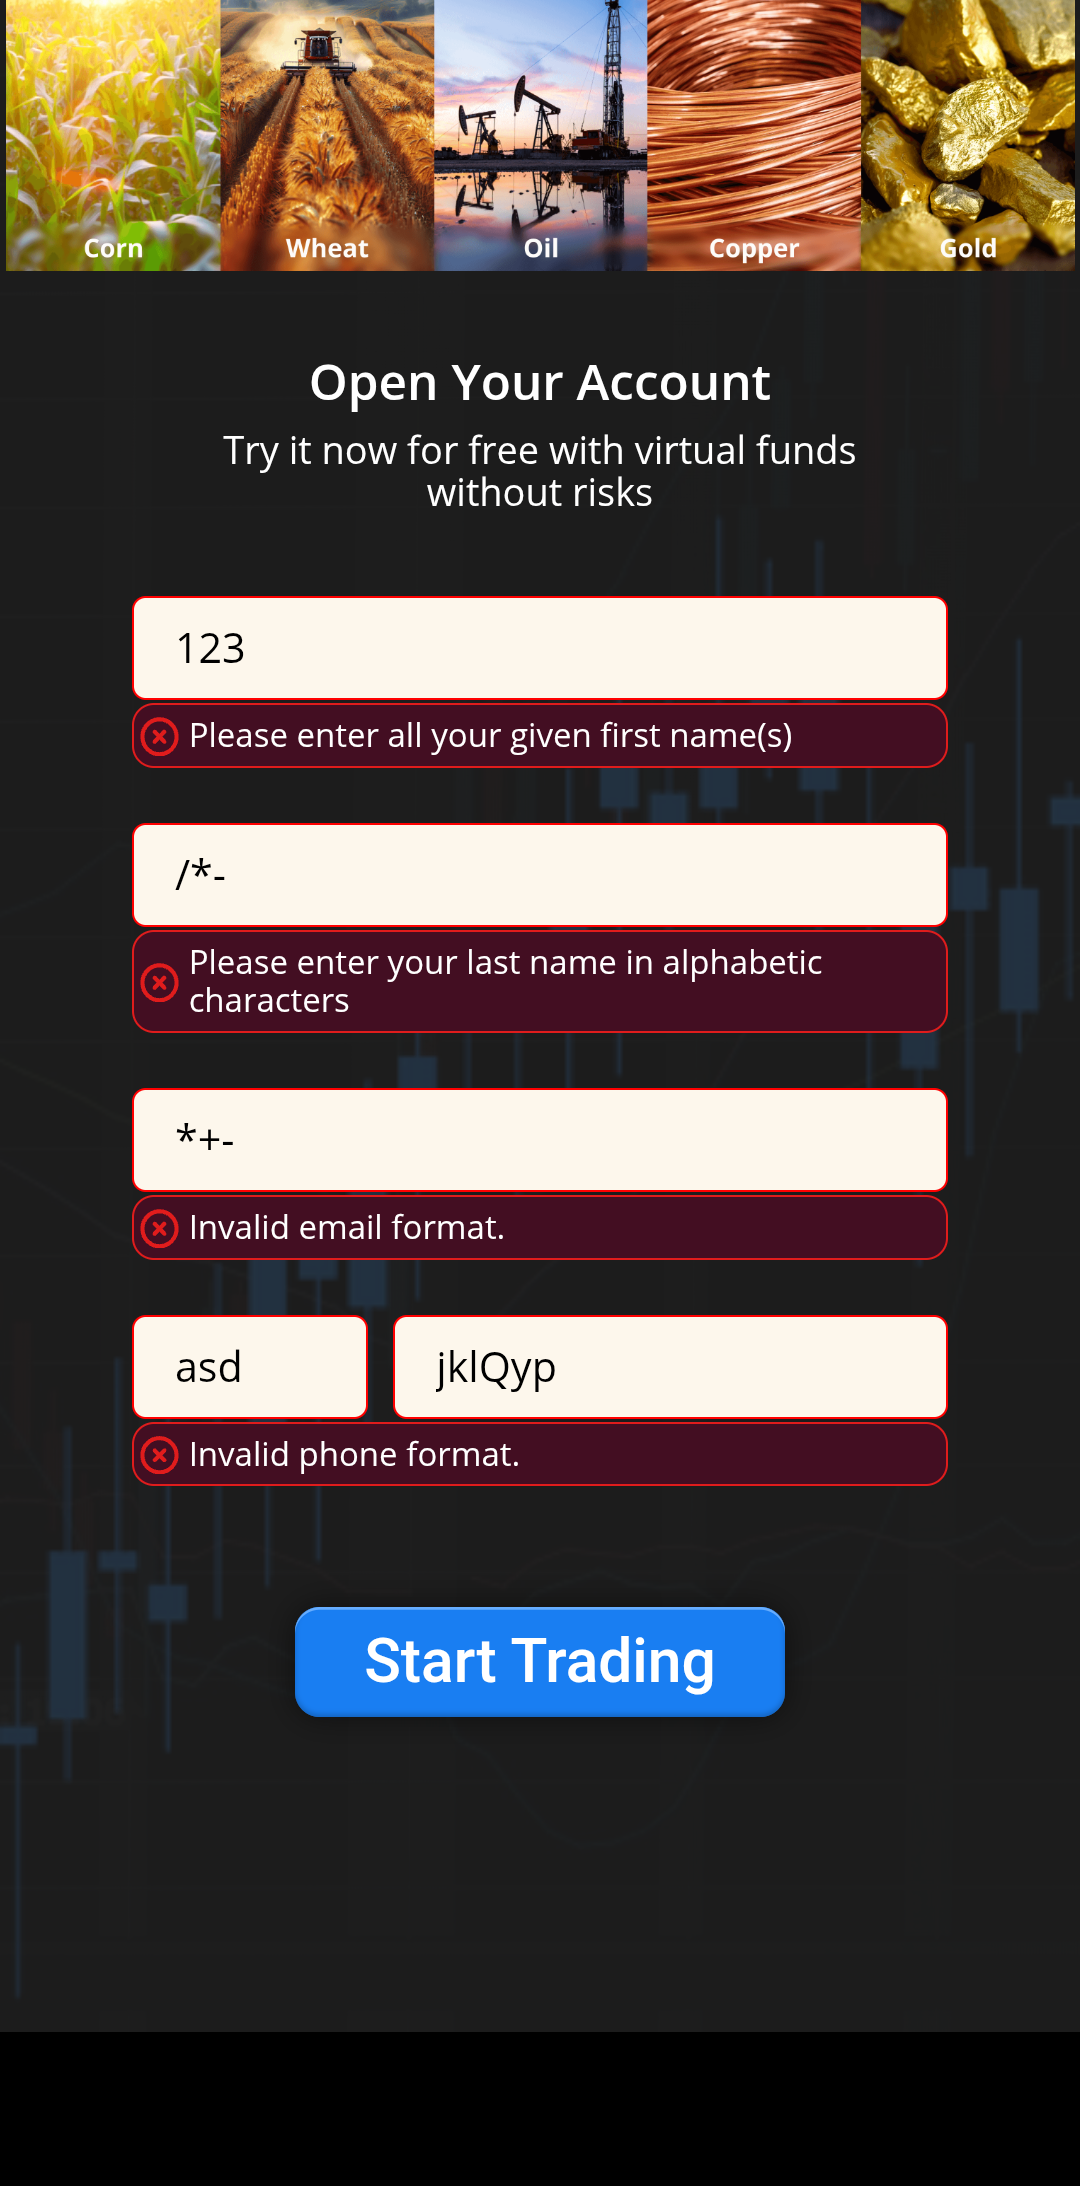 Corn Wheat Oil Copper Gold
Open Your Account
Try it now for free with virtual funds
without risks
123
Please enter all your given first name(s)
/*-
Please enter your last name in alphabetic
characters
*+-
Invalid email format.
asd jklQyp
Invalid phone format.
Start Trading